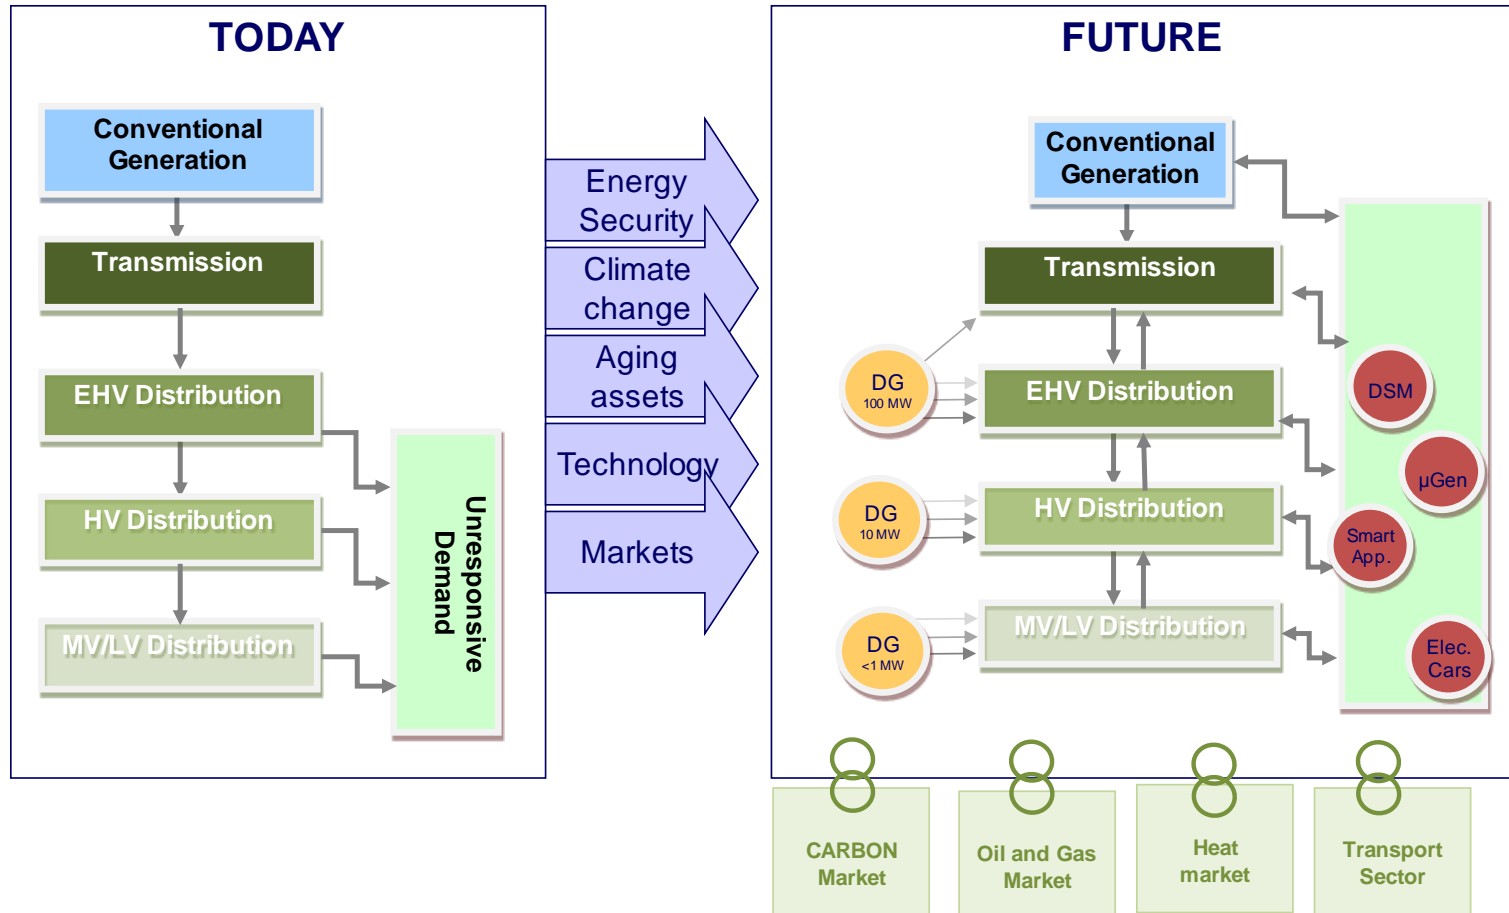 TODAY
Conventional
Generation
Transmission
EHV Distribution
HV Distribution
MV/LV Distribution
Unresponsive
Demand
Energy
Security
Climate
change
Aging
assets
Technology
Markets
FUTURE
Conventional
Generation
Transmission
EHV Distribution
HV Distribution
MV/LV Distribution
DG
100 MW
DG
10 MW
DG
<1 MW
DSM
µGen
Smart
App.
Elec.
Cars
CARBON
Market
Oil and Gas
Market
Heat
market
Transport
Sector